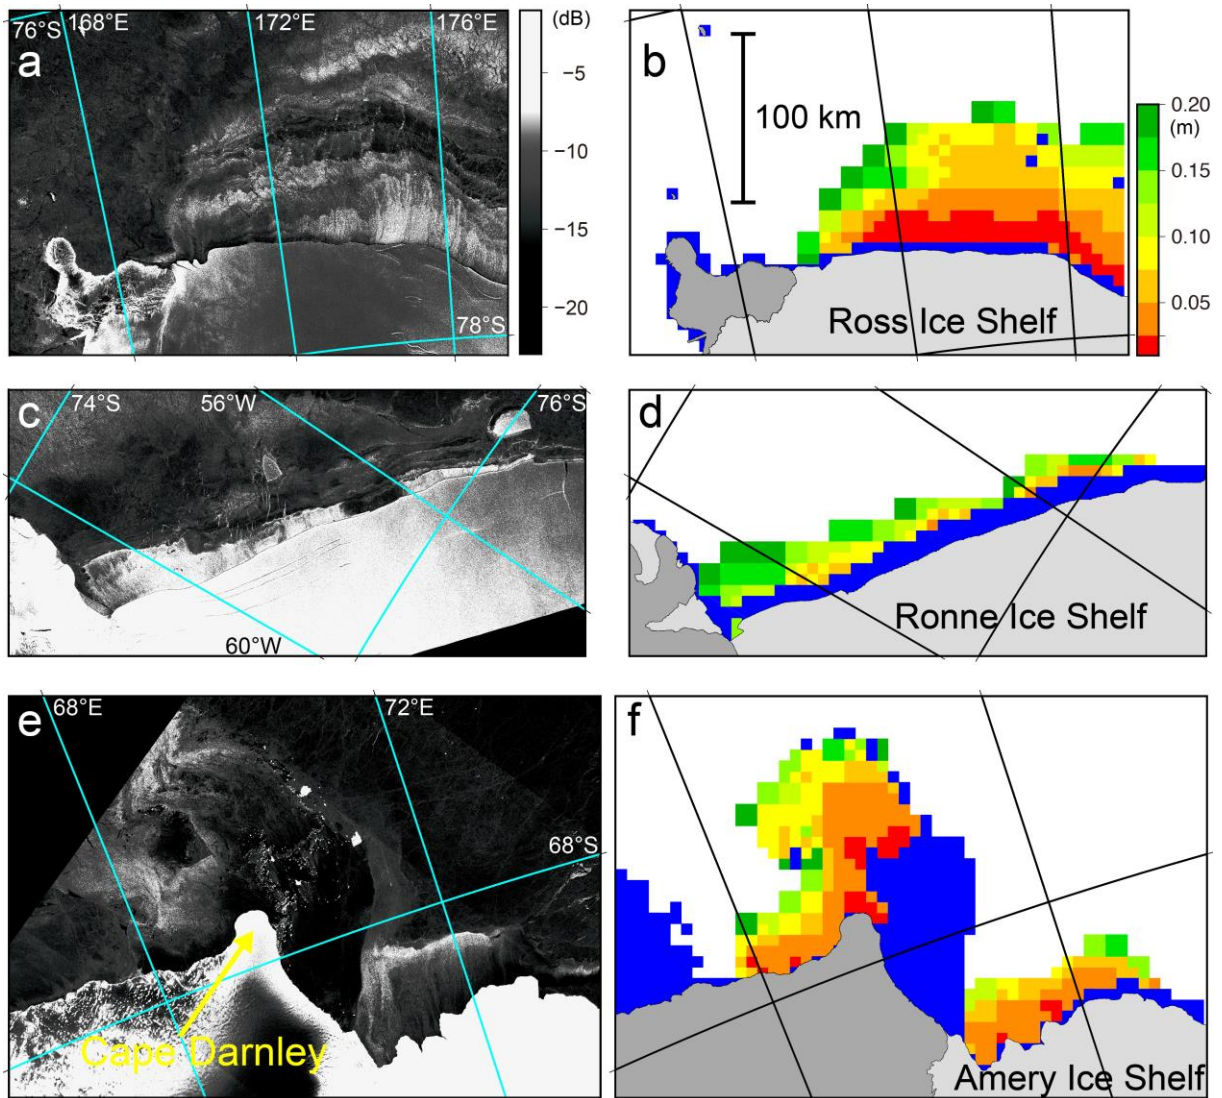 76°S 168°E 172°E 176°E
a
78°S
(dB)
−5
−10
−15
−20
b
100 km
Ross Ice Shelf
0.20
(m)
0.15
0.10
0.05
c
74°S 56°W 76°S
60°W
d
Ronne Ice Shelf
e
68°E 72°E
68°S
Cape Darnley
f
Amery Ice Shelf